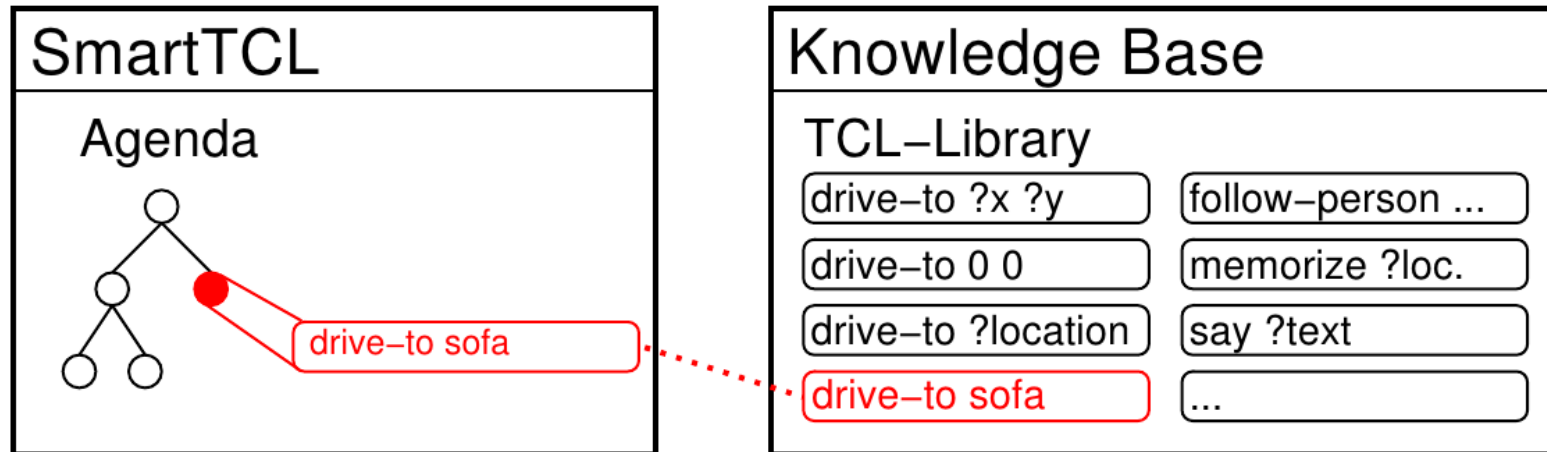 SmartTCL
Agenda
drive–to sofa
Knowledge Base
TCL–Library
drive–to ?x ?y
follow–person ...
drive–to 0 0
memorize ?loc.
drive–to ?location
say ?text
drive–to sofa
...